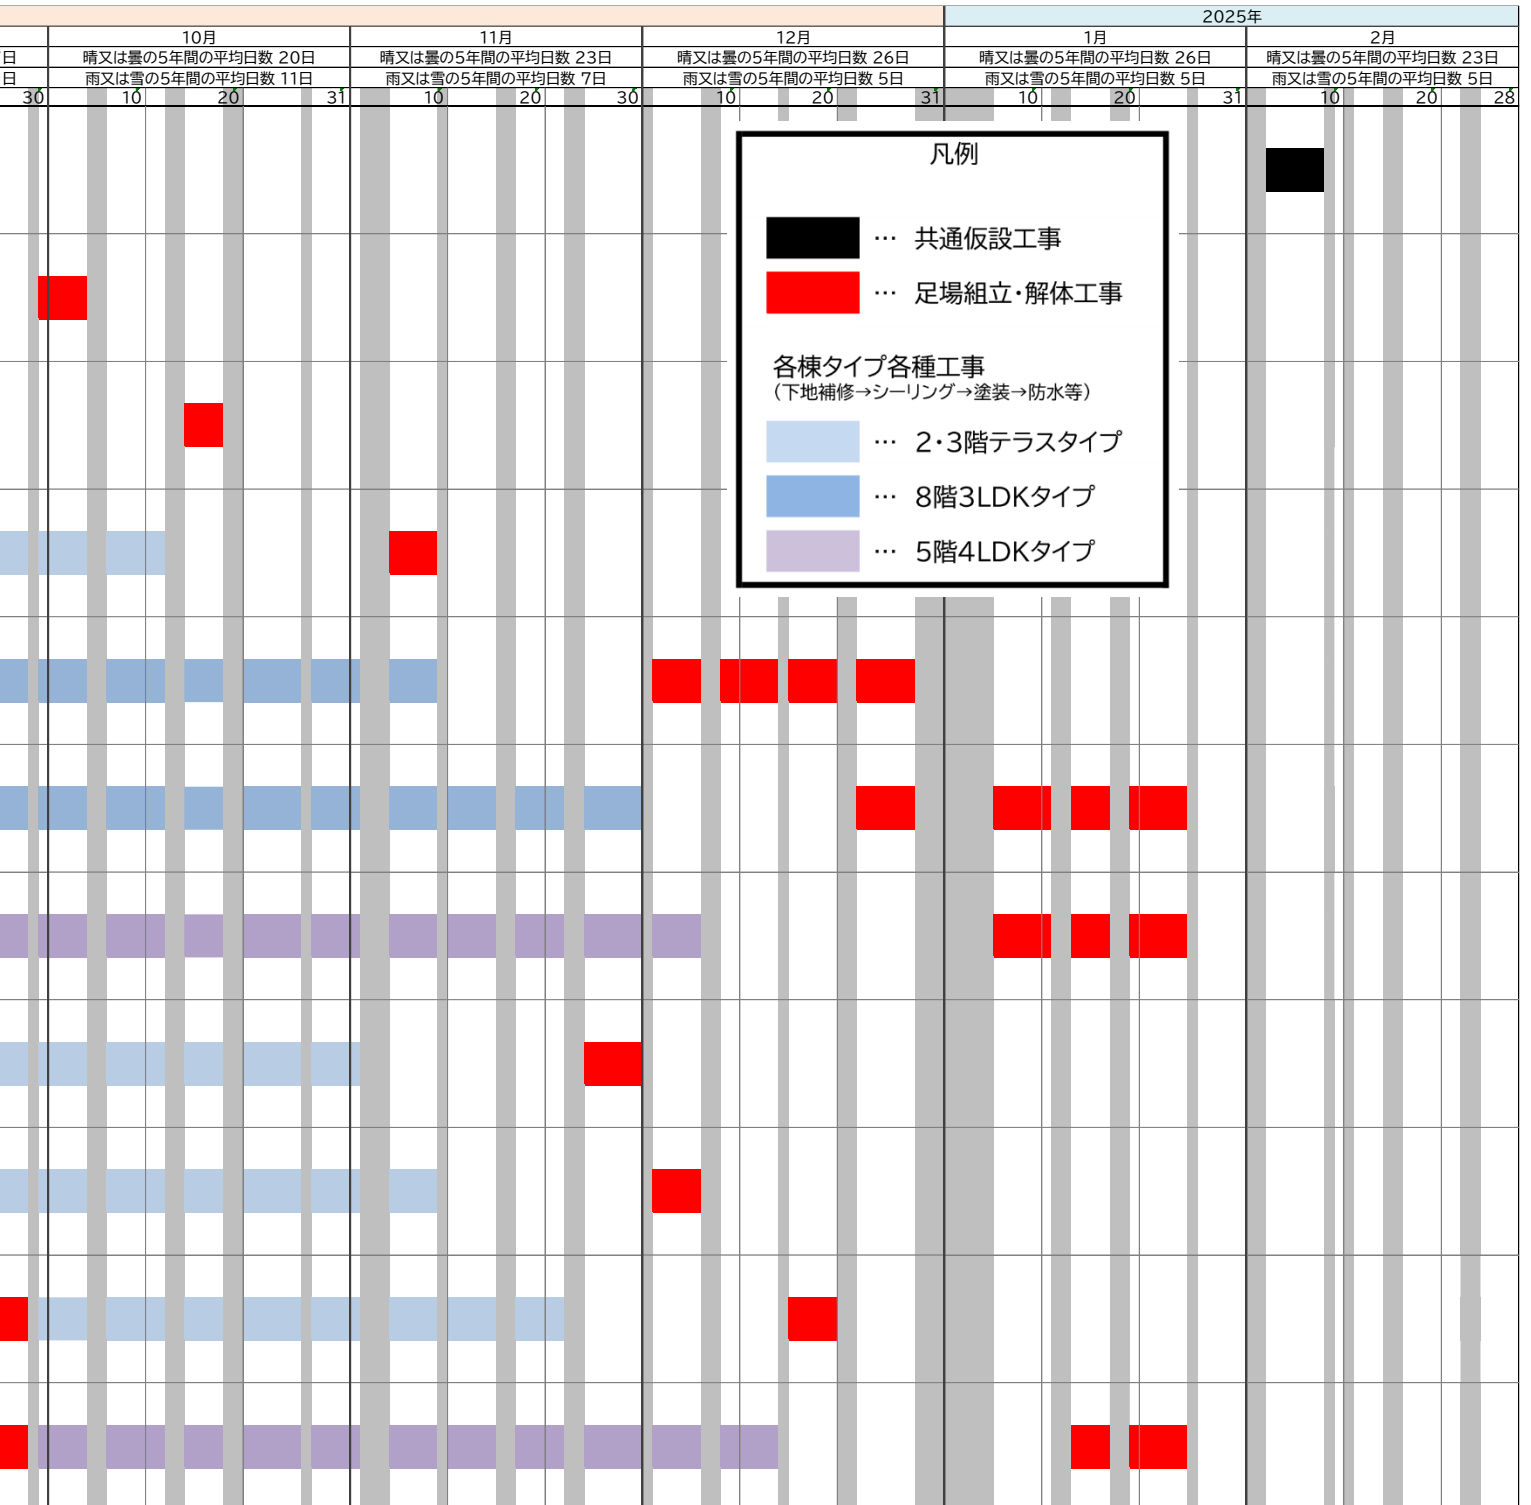 2025年
10月 11月 12月 1月 2月
日 晴又は曇の5年間の平均日数 20日 晴又は曇の5年間の平均日数 23日 晴又は曇の5年間の平均日数 26日 晴又は曇の5年間の平均日数 26日 晴又は曇の5年間の平均日数 23日
日 雨又は雪の5年間の平均日数 11日 雨又は雪の5年間の平均日数 7日 雨又は雪の5年間の平均日数 5日 雨又は雪の5年間の平均日数 5日 雨又は雪の5年間の平均日数 5日
30 10 20 31 10 20 30 10 20 31 10 20 31 10 20 28
凡例
… 共通仮設工事
… 足場組立・解体工事
各棟タイプ各種工事
（下地補修→シーリング→塗装→防水等）
… 2・3階テラスタイプ
… 8階3LDKタイプ
… 5階4LDKタイプ